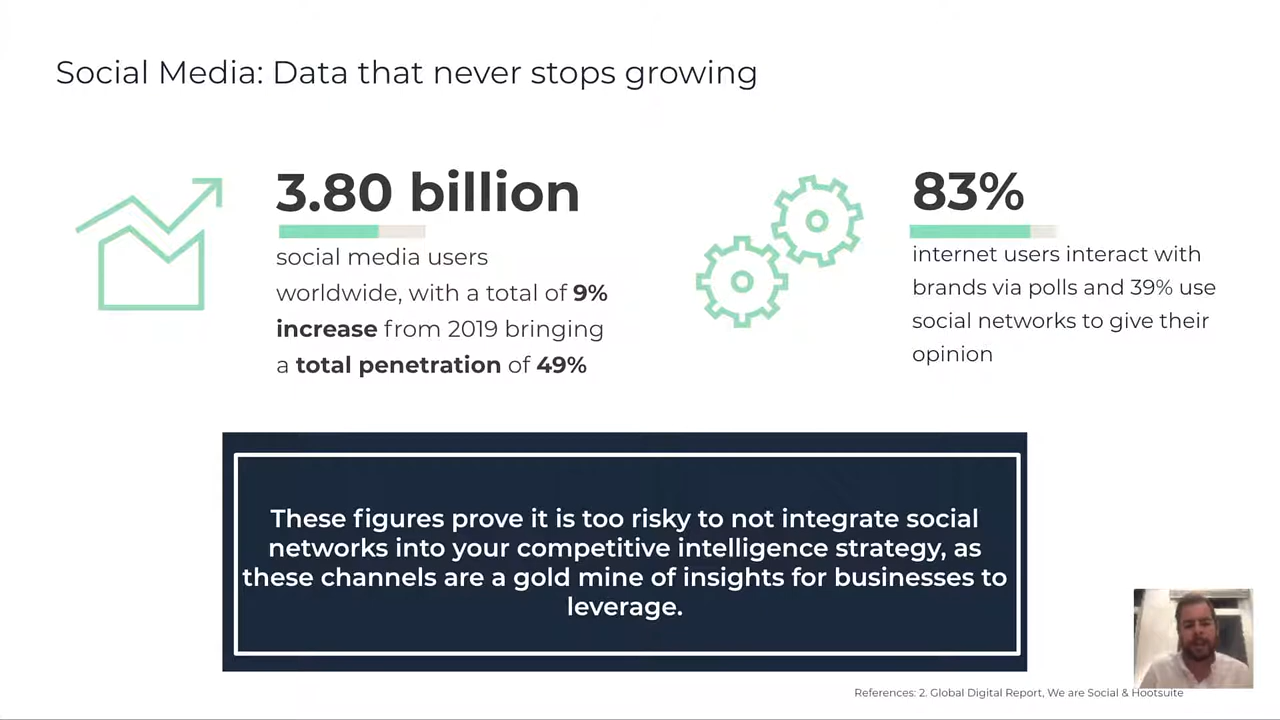 Social Media: Data that never stops growing
3.80 billion
social media users
worldwide, with a total of 9%
increase from 2019 bringing
a total penetration of 49%
83%
internet users interact with
brands via polls and 39% use
social networks to give their
opinion
These figures prove it is too risky to not integrate social
networks into your competitive intelligence strategy, as
these channels are a gold mine of insights for businesses to
leverage.
References: 2. Global Digital Report, We are Social & Hootsuite